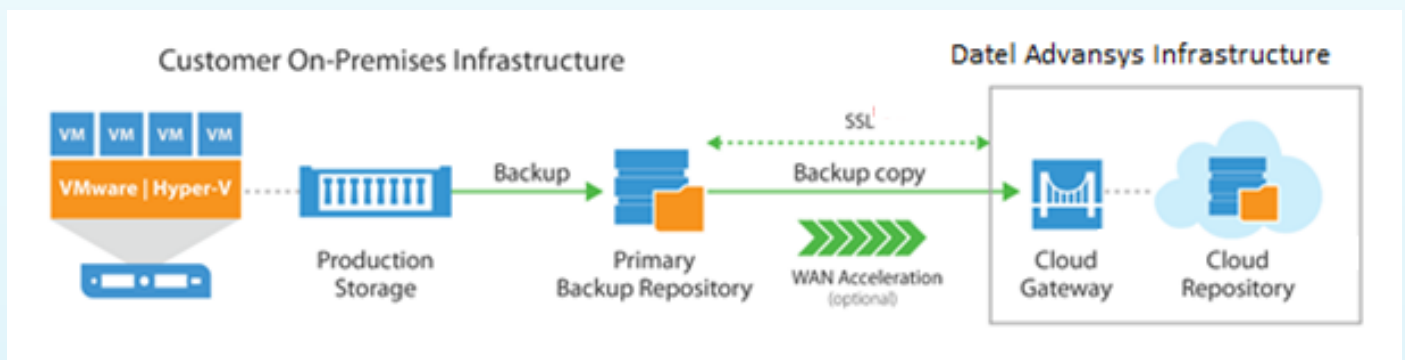 Customer On-Premises Infrastructure
Datel Advansys Infrastructure
VM VM VM VM
VMware | Hyper-V
Backup
SSL
Backup copy
Production
Storage
Primary
Backup Repository
WAN Acceleration
(optional)
Cloud
Gateway
Cloud
Repository